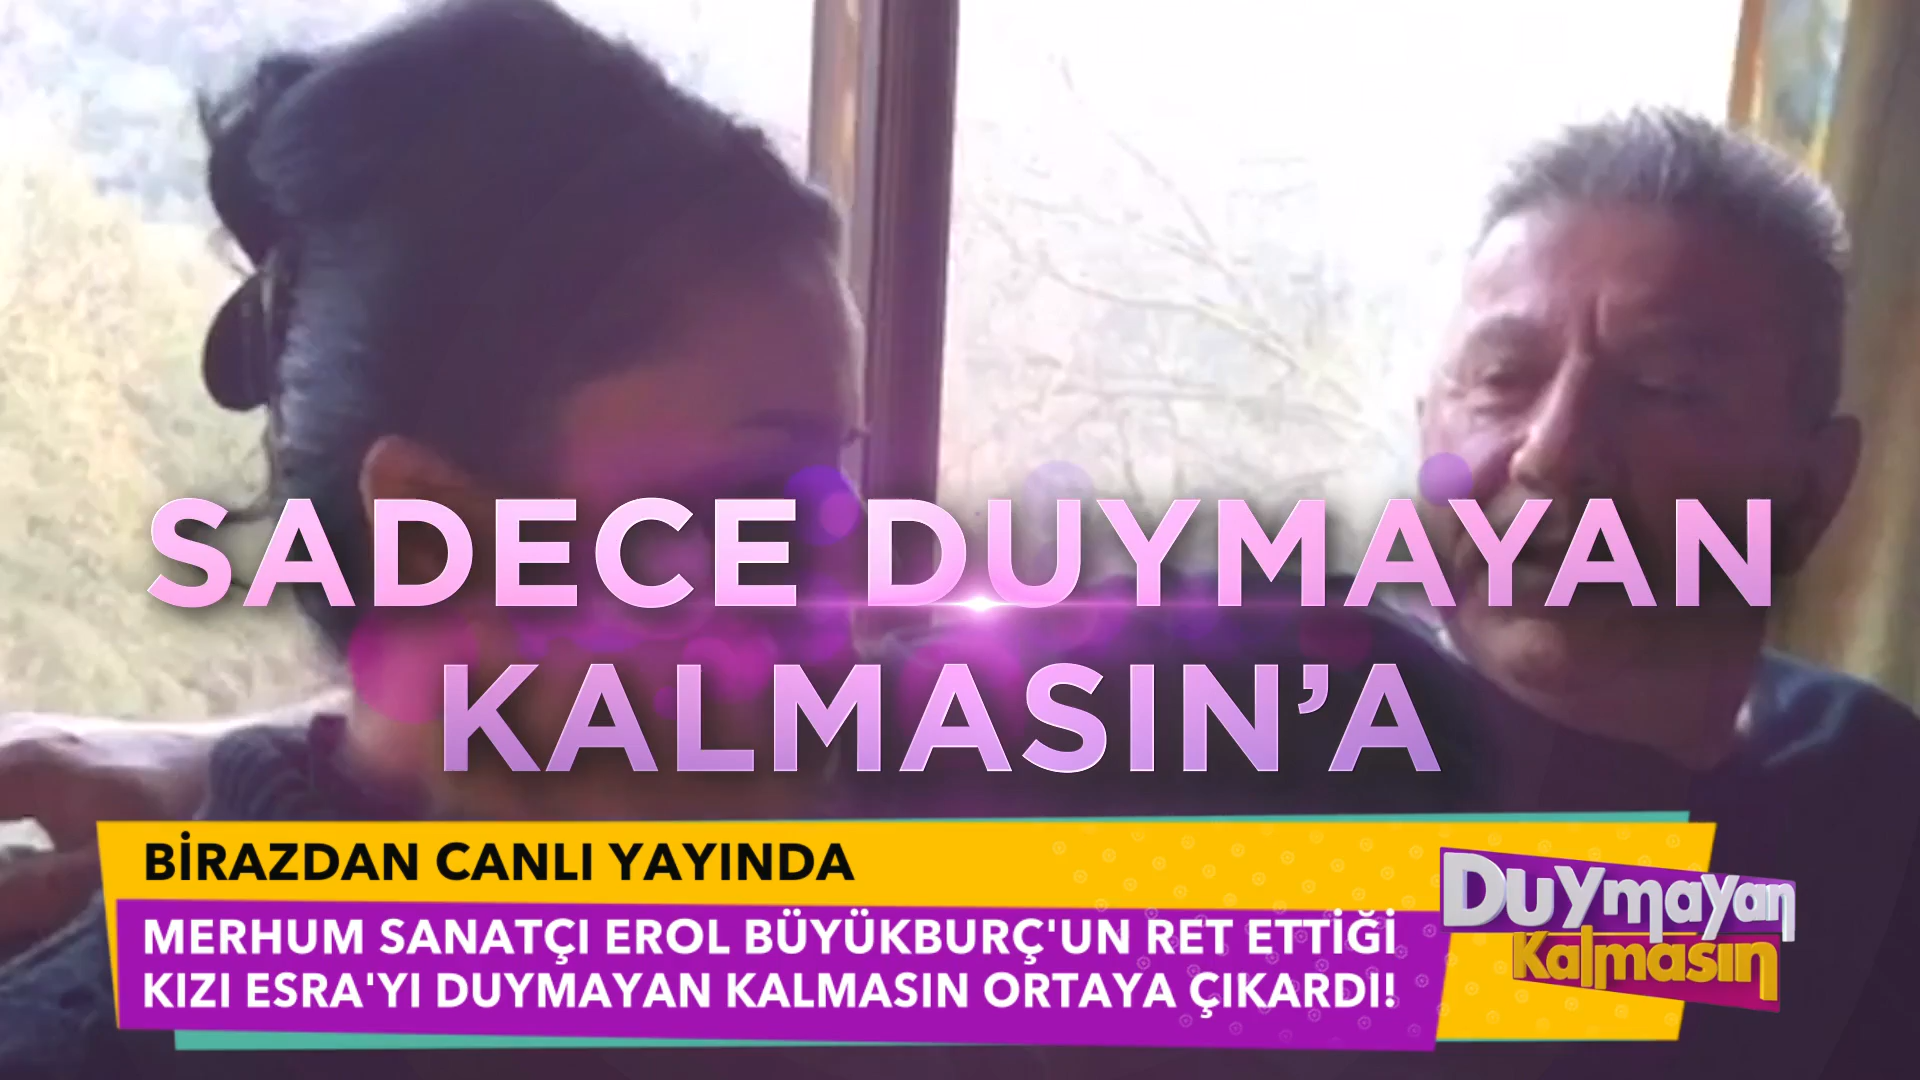 SADECE DUYMAYAN
KALMASIN'A
BİRAZDAN CANLI YAYINDA
MERHUM SANATÇI EROL BÜYÜKBURÇ'UN RET ETTİĞİ
KIZI ESRA'YI DUYMAYAN KALMASIN ORTAYA ÇIKARDI!
Duymayan
Kalmasın